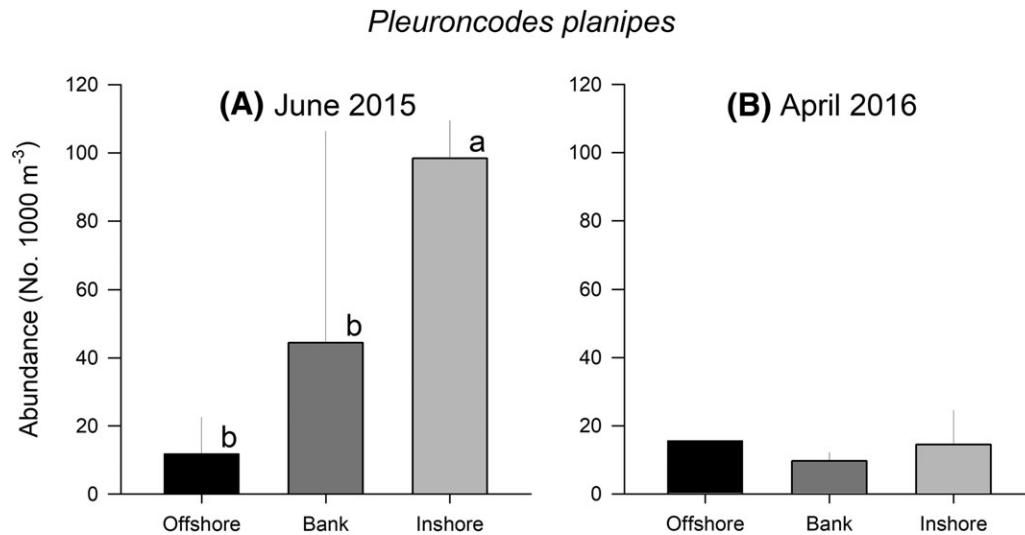 Pleuroncodes planipes
Abundance (No. 1000 m⁻³)
(A) June 2015
120
100
80
60
40
20
0
b
b
a
Offshore Bank Inshore
(B) April 2016
120
100
80
60
40
20
0
Offshore Bank Inshore